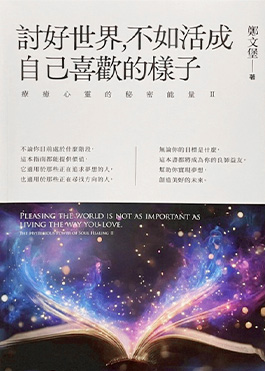 討好世界,不如活成
自己喜歡的樣子
鄭文堡 著
療癒心靈的秘密能量 II
不論你目前處於什麼階段,
這本指南都能提供價值,
它適用於那些正在追求夢想的人,
也適用於那些正在尋找方向的人。
無論你的目標是什麼,
這本書都將成為你的良師益友,
幫助你實現夢想,
創造美好的未來。
PLEASING THE WORLD IS NOT AS IMPORTANT AS
LIVING THE WAY YOU LOVE.
THE MYSTERIOUS POWER OF SOUL HEALING II